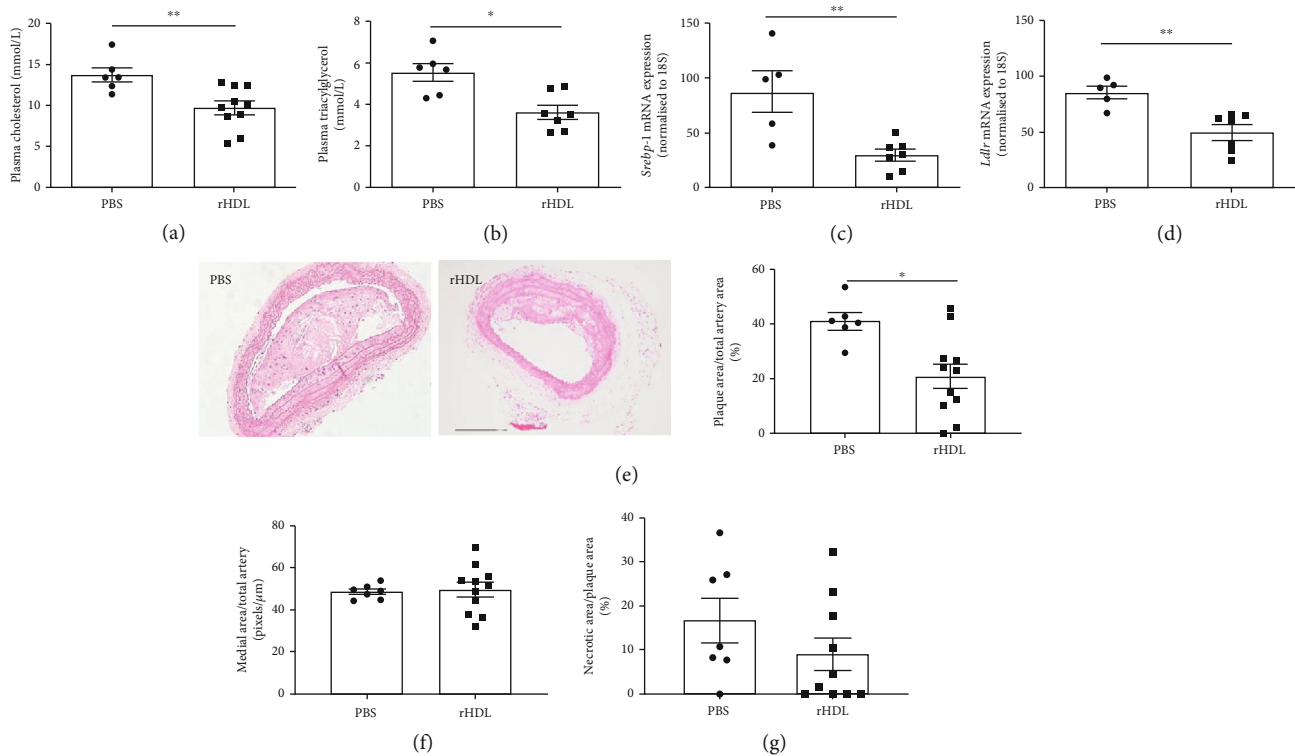 20
15
10
5
0
Plasma cholesterol (mmol/L)
**
PBS
rHDL
(a)
8
6
4
2
0
Plasma triacylglycerol
(mmol/L)
*
PBS
rHDL
(b)
150
100
50
0
Srebp-1 mRNA expression
(normalised to 18S)
**
PBS
rHDL
(c)
150
100
50
0
Ldlr mRNA expression
(normalised to 18S)
**
PBS
rHDL
(d)
PBS
rHDL
60
40
20
0
Plaque area/total artery area
(%)
*
PBS
rHDL
(e)
80
60
40
20
0
Medial area/total artery
(pixels/μm)
PBS
rHDL
(f)
40
30
20
10
0
Necrotic area/plaque area
(%)
PBS
rHDL
(g)